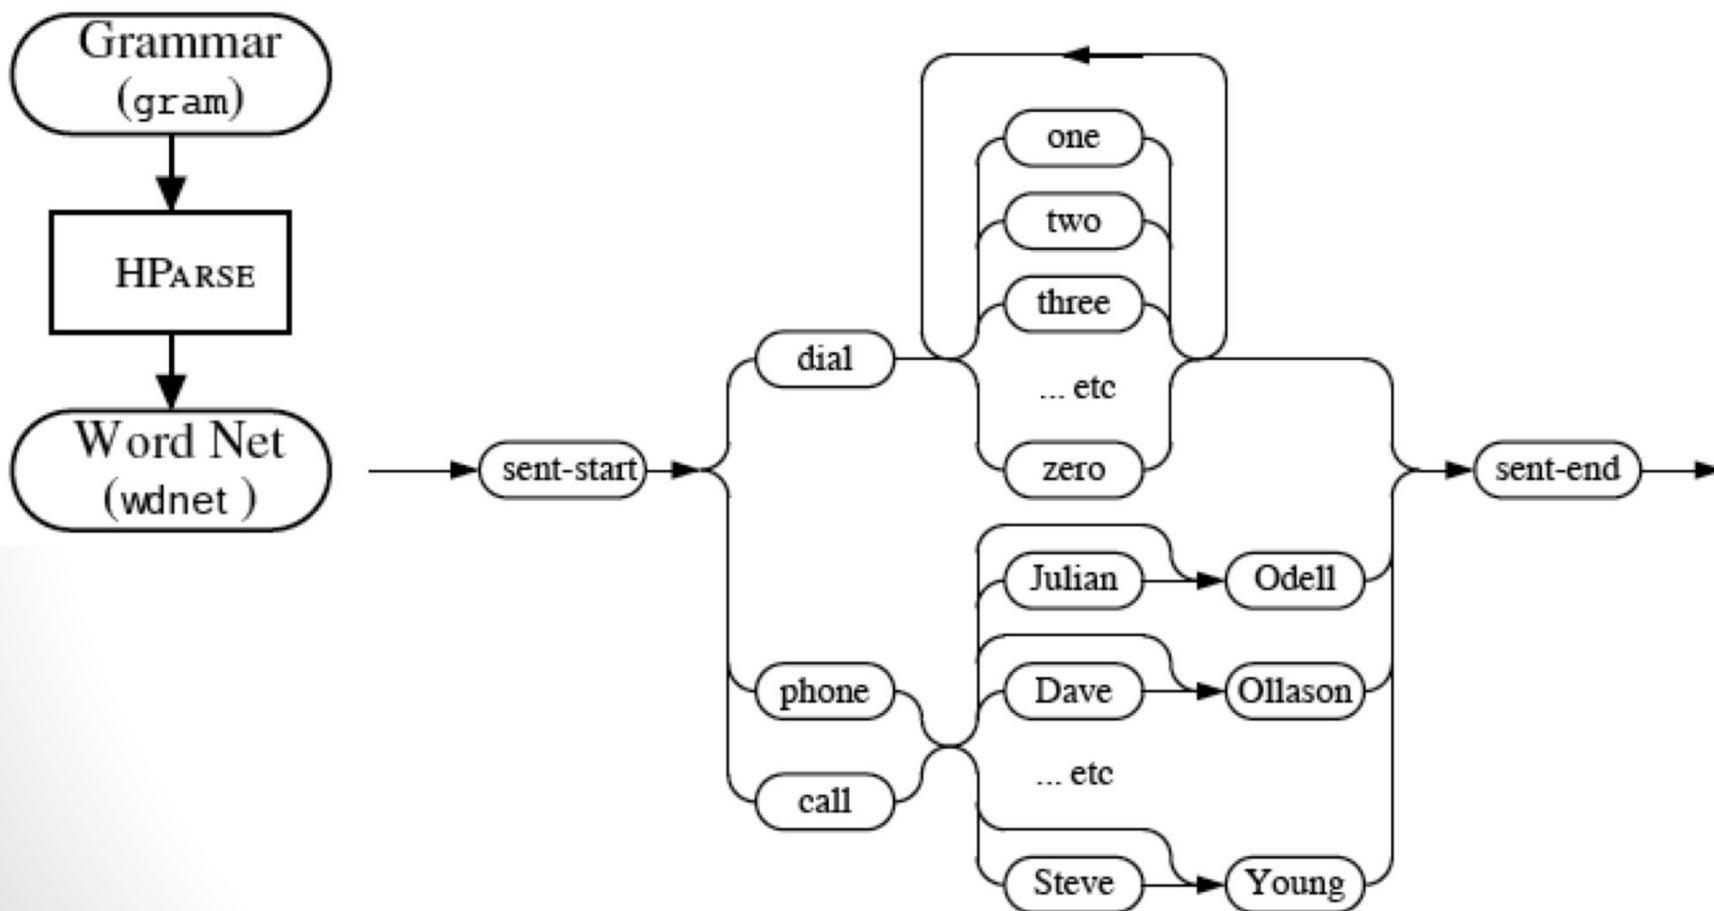 Grammar
(gram)
HPARSE
Word Net
(wdnet )
sent-start
dial
phone
call
one
two
three
... etc
zero
Julian
Odell
Dave
Ollason
... etc
Steve
Young
sent-end